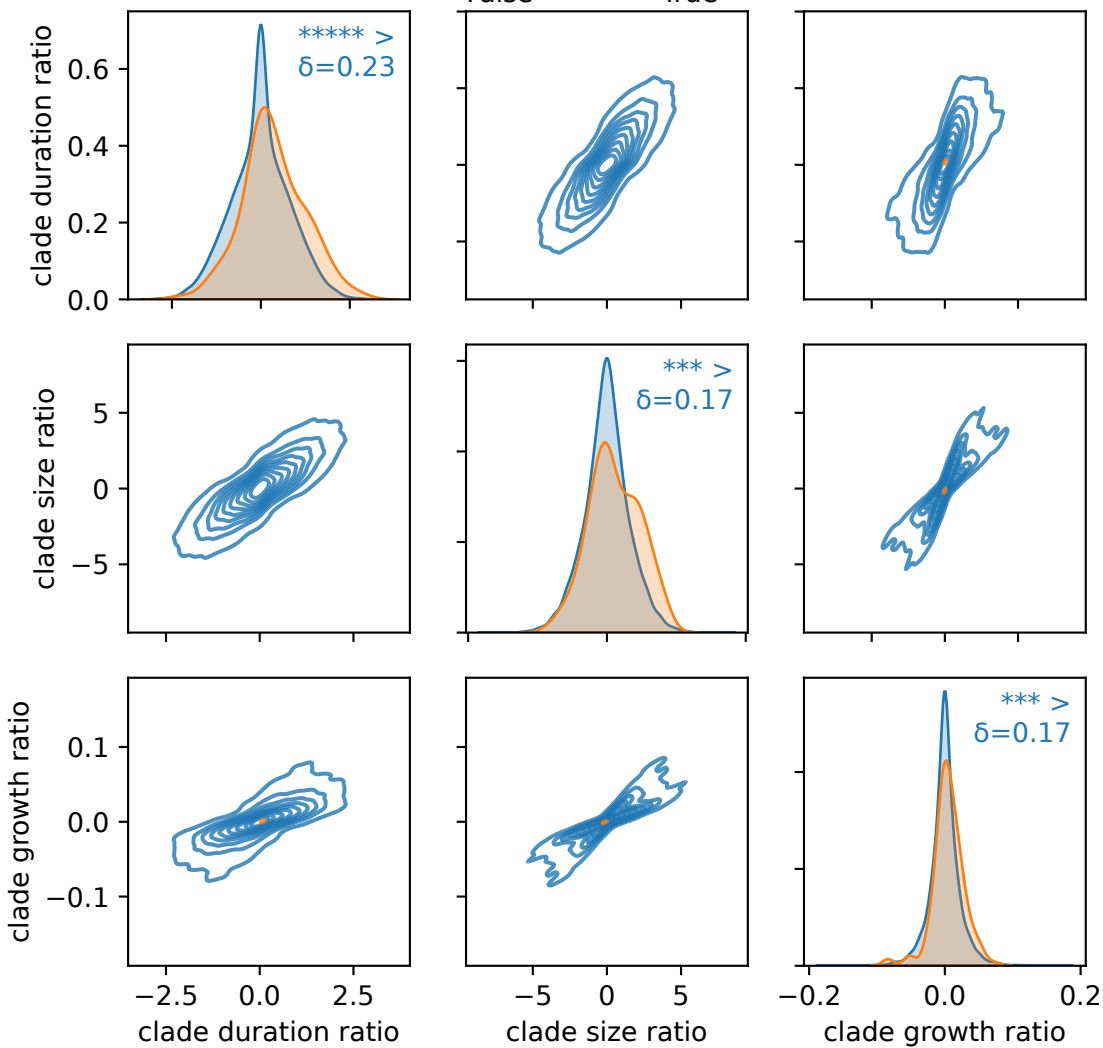 ***** >
δ=0.23
0.6
0.4
0.2
0.0
clade duration ratio
*** >
δ=0.17
5
0
−5
clade size ratio
*** >
δ=0.17
0.1
0.0
−0.1
clade growth ratio
−2.5 0.0 2.5
−5 0 5
−0.2 0.0 0.2
clade duration ratio
clade size ratio
clade growth ratio